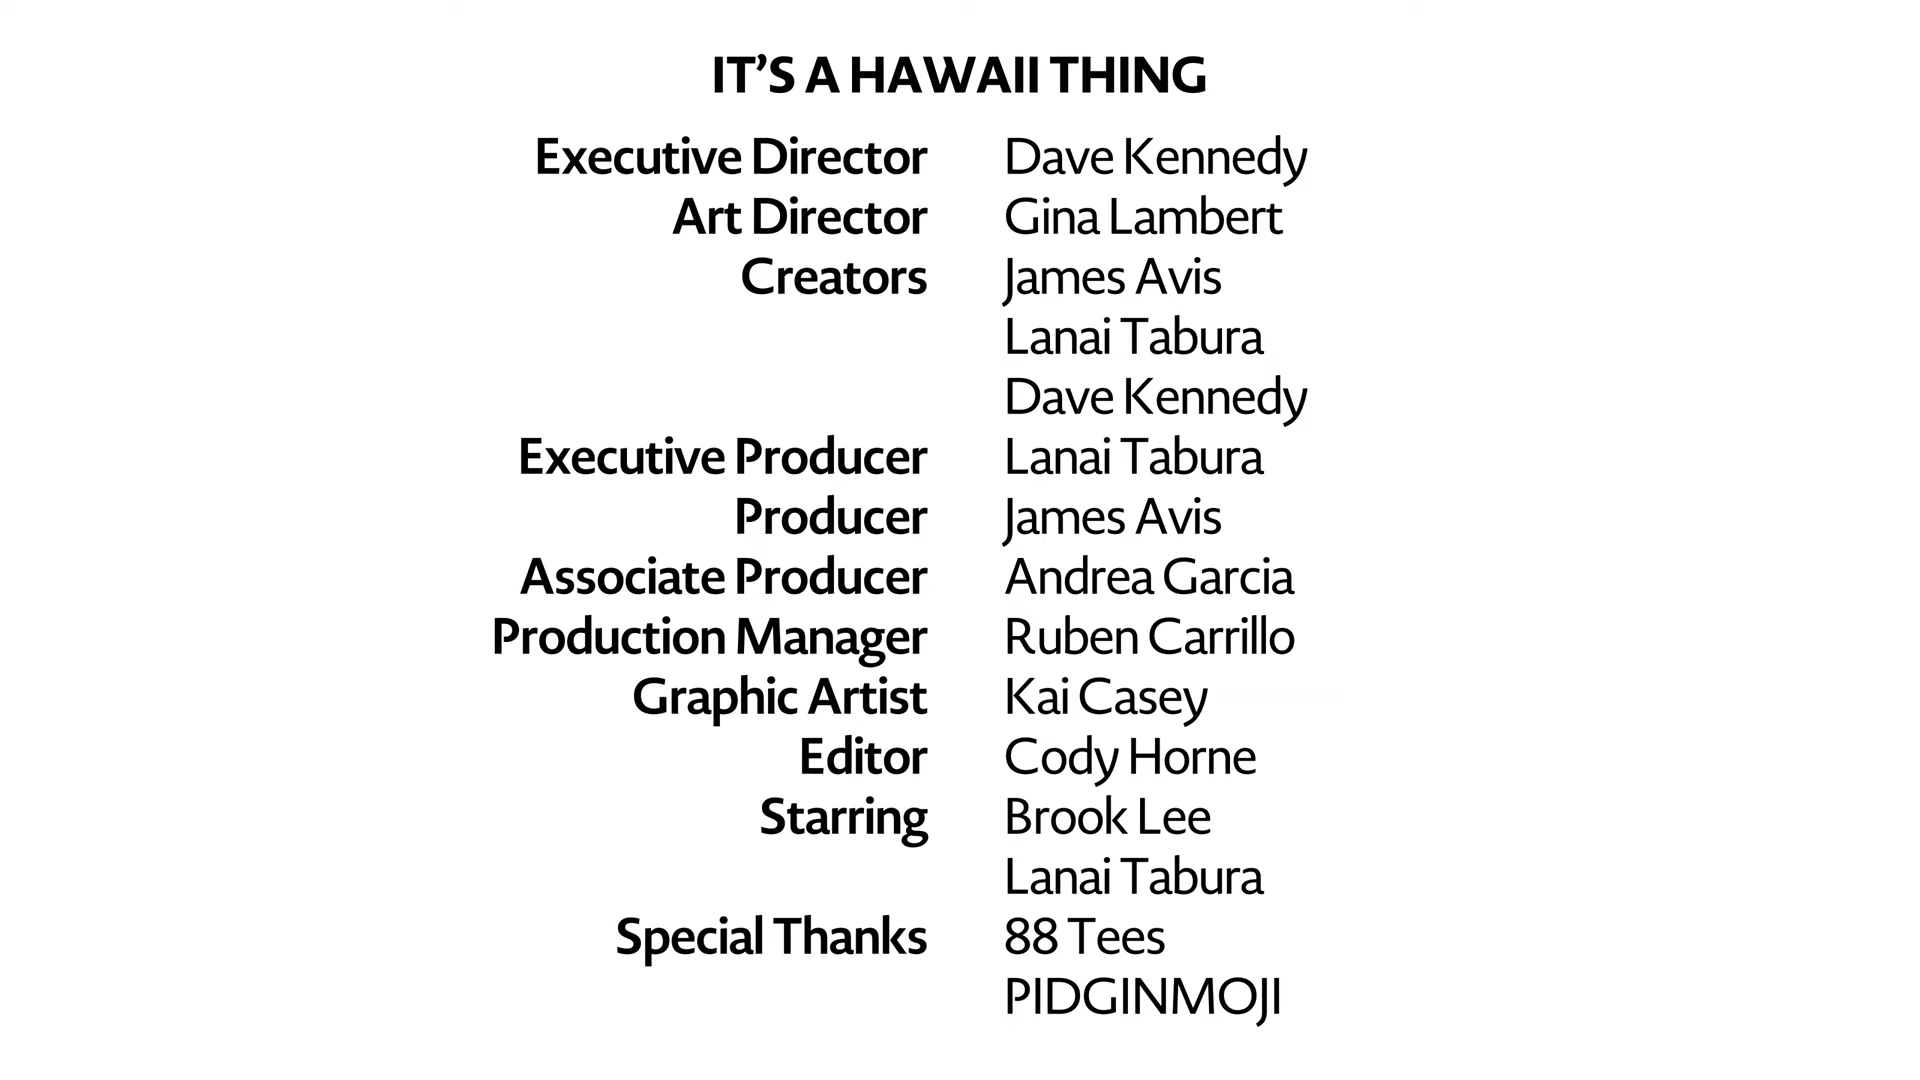 IT'S A HAWAII THING
Executive Director Dave Kennedy
Art Director Gina Lambert
Creators James Avis
Lanai Tabura
Dave Kennedy
Executive Producer Lanai Tabura
Producer James Avis
Associate Producer Andrea Garcia
Production Manager Ruben Carrillo
Graphic Artist Kai Casey
Editor Cody Horne
Starring Brook Lee
Lanai Tabura
Special Thanks 88 Tees
PIDGINMOJI